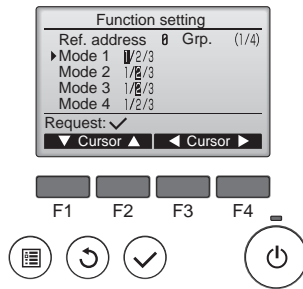 Function setting
Ref. address 0 Grp. (1/4)
Mode 1 1/2/3
Mode 2 1/2/3
Mode 3 1/2/3
Mode 4 1/2/3
Request: ✓
▼ Cursor ▲ ◀ Cursor ▶
F1 F2 F3 F4